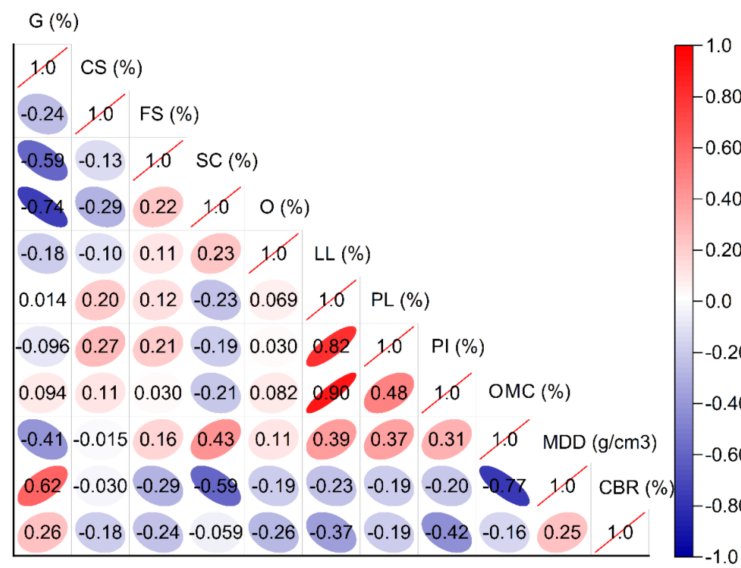 G (%)
1.0 CS (%)
-0.24 1.0 FS (%)
-0.59 -0.13 1.0 SC (%)
-0.74 -0.29 0.22 1.0 O (%)
-0.18 -0.10 0.11 0.23 1.0 LL (%)
0.014 0.20 0.12 -0.23 0.069 1.0 PL (%)
-0.096 0.27 0.21 -0.19 0.030 0.82 1.0 PI (%)
0.094 0.11 0.030 -0.21 0.082 0.90 0.48 1.0 OMC (%)
-0.41 -0.015 0.16 0.43 0.11 0.39 0.37 0.31 1.0 MDD (g/cm3)
0.62 -0.030 -0.29 -0.59 -0.19 -0.23 -0.19 -0.20 -0.77 1.0 CBR (%)
0.26 -0.18 -0.24 -0.059 -0.26 -0.37 -0.19 -0.42 -0.16 0.25 1.0
1.0
0.80
0.60
0.40
0.20
0.0
-0.20
-0.40
-0.60
-0.80
-1.0